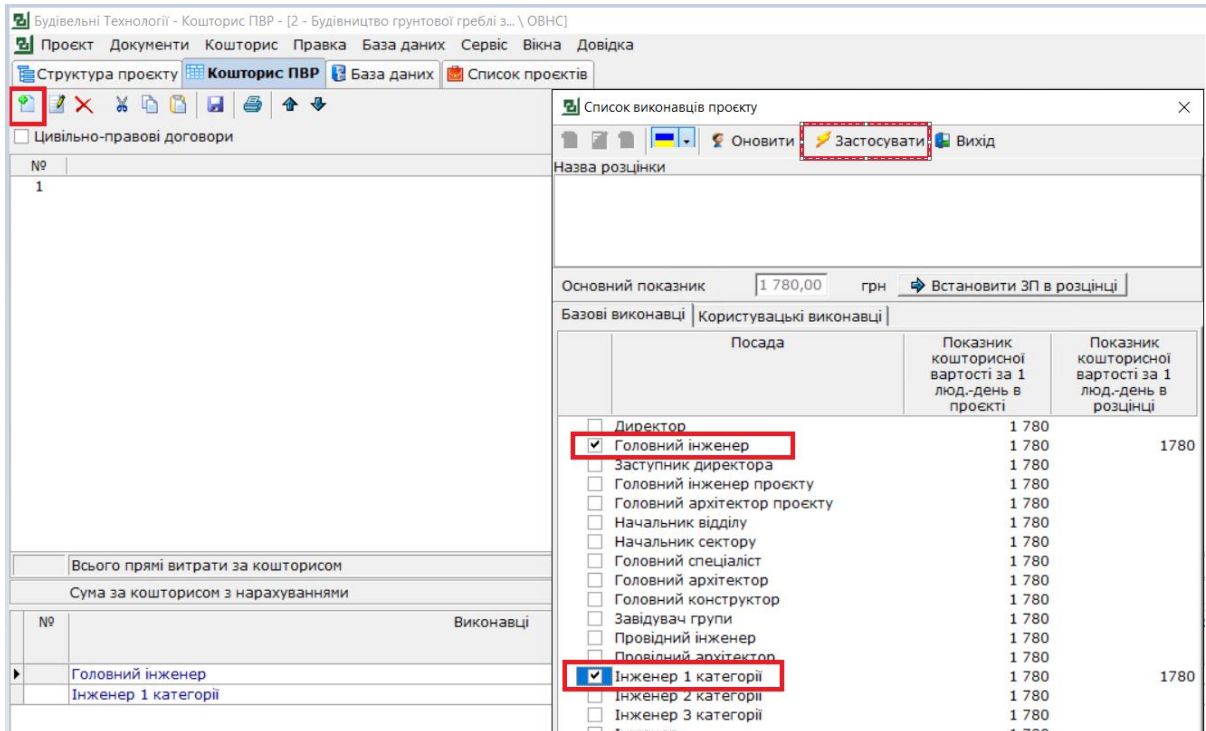 Будівельні Технології - Кошторис ПВР - [2 - Будівництво грунтової греблі з... \ ОВНС]
Проєкт Документи Кошторис Правка База даних Сервіс Вікна Довідка
Структура проєкту Кошторис ПВР База даних Список проєктів
Цивільно-правові договори
№
1
Всього прямі витрати за кошторисом
Сума за кошторисом з нарахуваннями
№ Виконавці
Головний інженер
Інженер 1 категорії
Список виконавців проєкту
Оновити Застосувати Вихід
Назва розцінки
Основний показник 1 780,00 грн Встановити ЗП в розцінці
Базові виконавці Користувацькі виконавці
Посада
Показник кошторисної вартості за 1 люд.-день в проєкті
Показник кошторисної вартості за 1 люд.-день в розцінці
Директор 1 780
Головний інженер 1 780 1780
Заступник директора 1 780
Головний інженер проєкту 1 780
Головний архітектор проєкту 1 780
Начальник відділу 1 780
Начальник сектору 1 780
Головний спеціаліст 1 780
Головний архітектор 1 780
Головний конструктор 1 780
Завідувач групи 1 780
Провідний інженер 1 780
Провідний архітектор 1 780
Інженер 1 категорії 1 780 1780
Інженер 2 категорії 1 780
Інженер 3 категорії 1 780